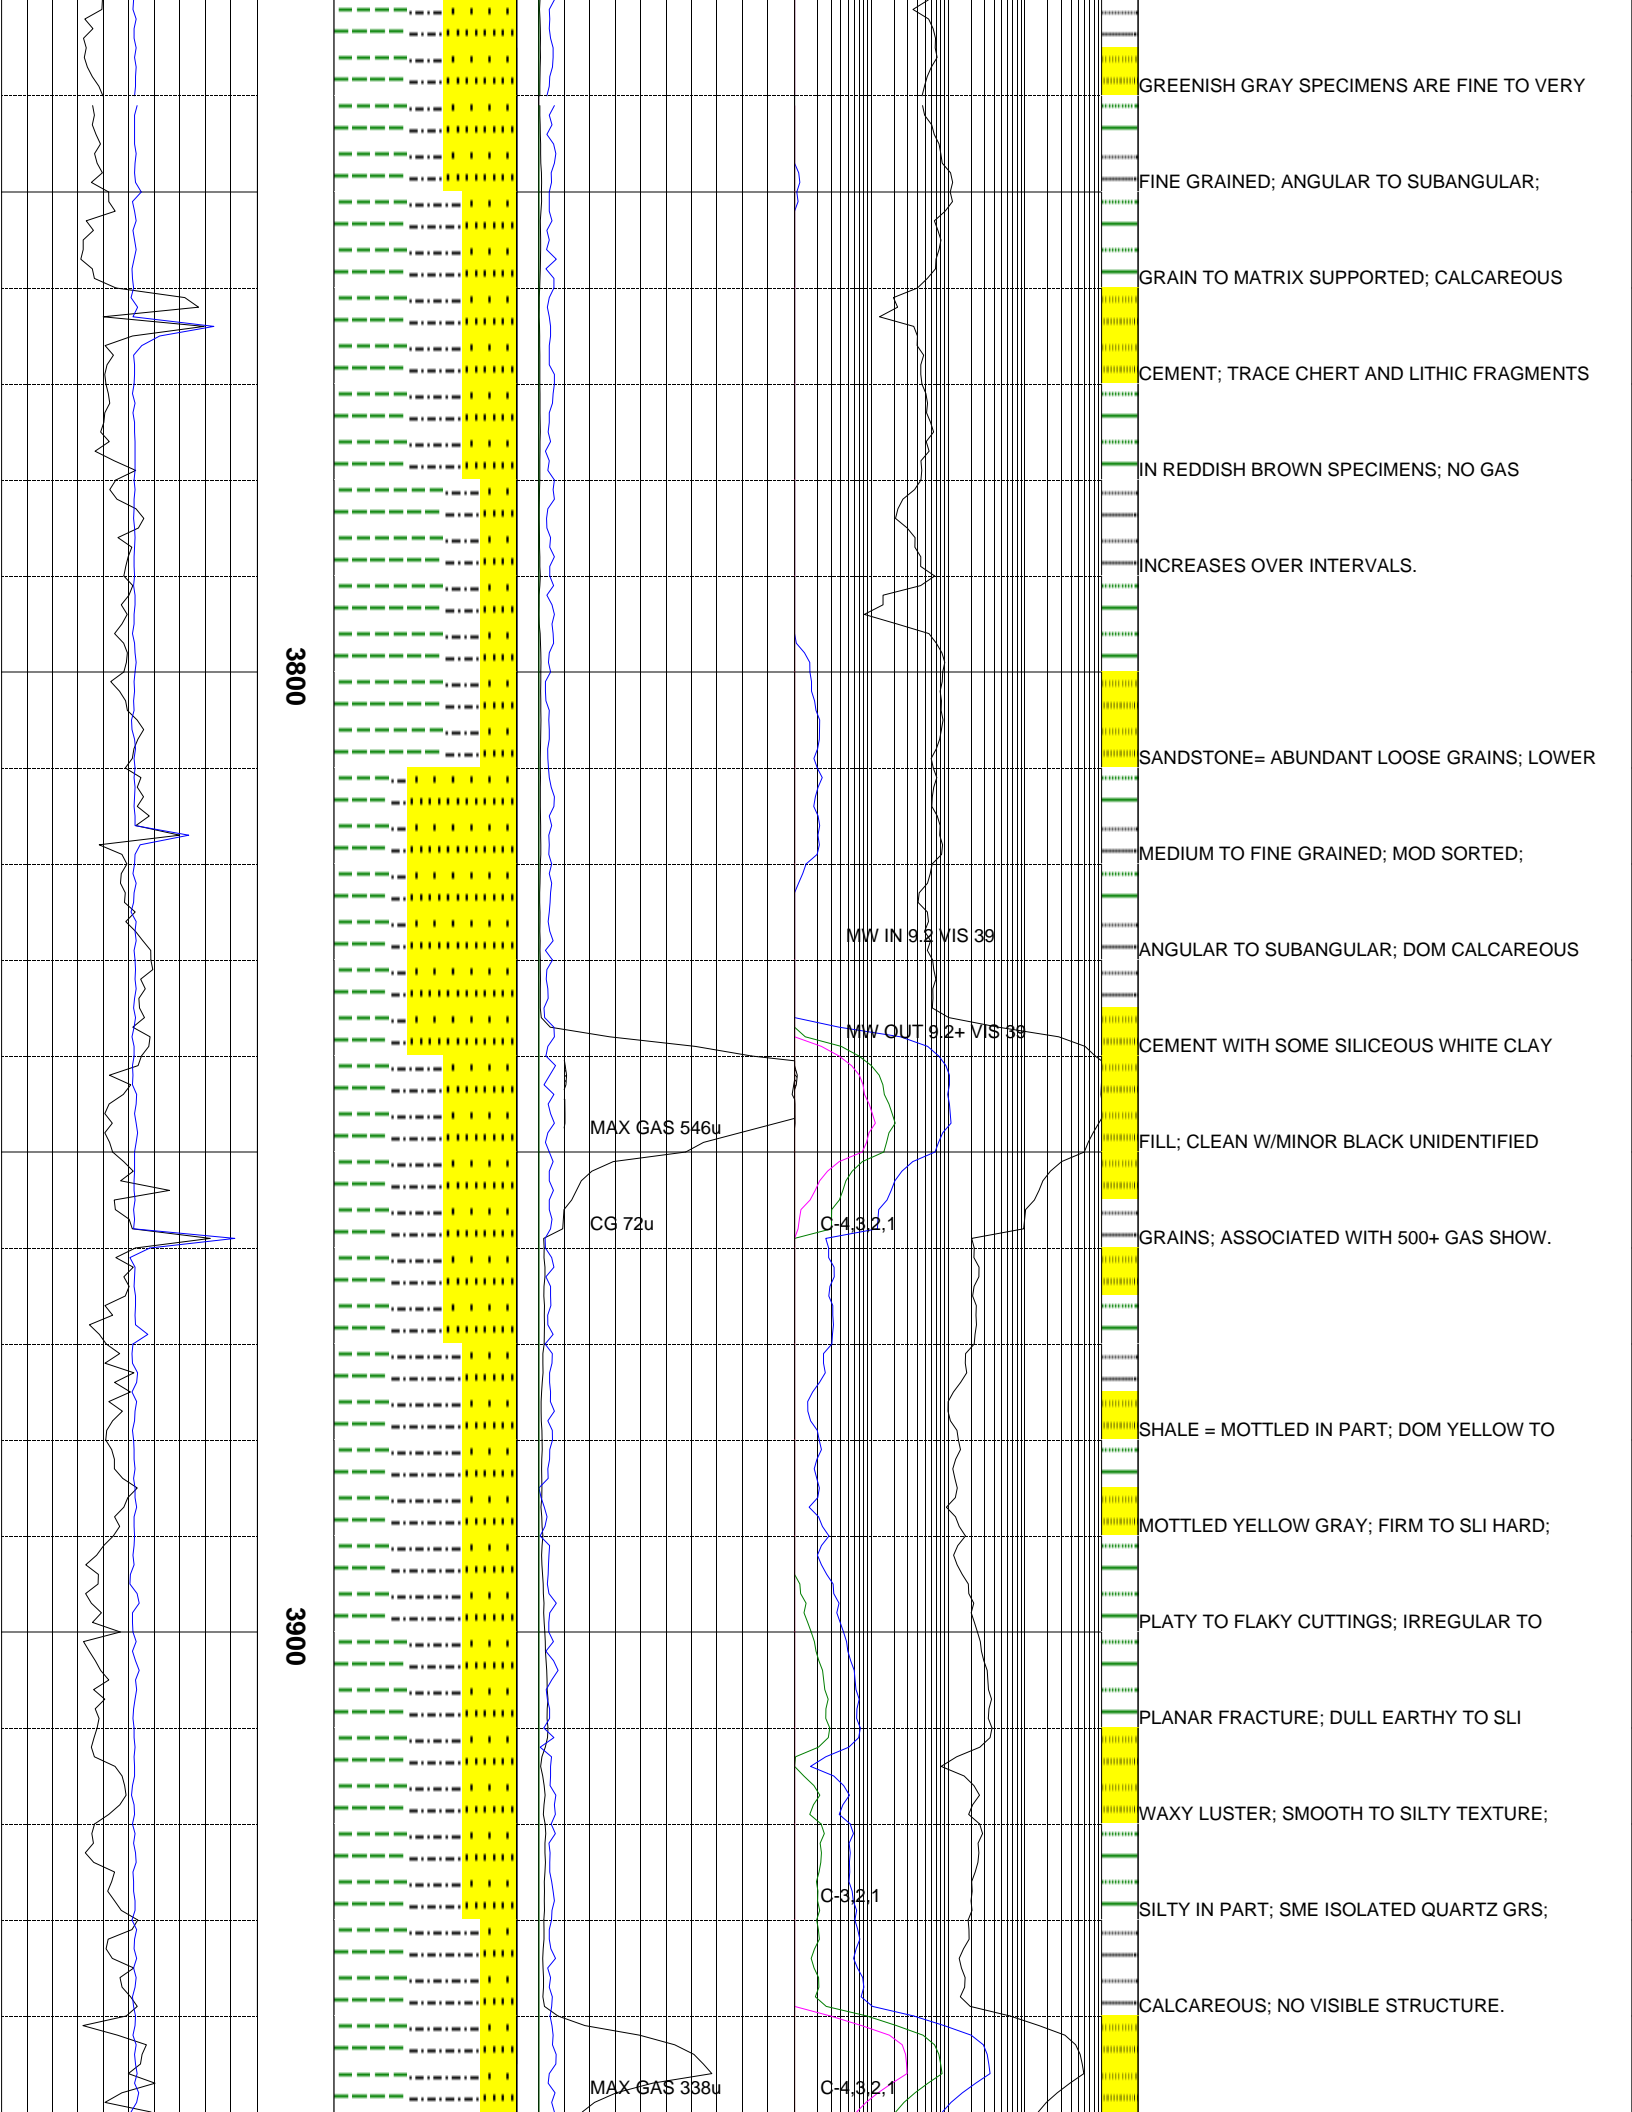 GREENISH GRAY SPECIMENS ARE FINE TO VERY
FINE GRAINED; ANGULAR TO SUBANGULAR;
GRAIN TO MATRIX SUPPORTED; CALCAREOUS
CEMENT; TRACE CHERT AND LITHIC FRAGMENTS
IN REDDISH BROWN SPECIMENS; NO GAS
INCREASES OVER INTERVALS.
3800
SANDSTONE= ABUNDANT LOOSE GRAINS; LOWER
MEDIUM TO FINE GRAINED; MOD SORTED;
MW IN 9.2 VIS 39
ANGULAR TO SUBANGULAR; DOM CALCAREOUS
MW OUT 9.2+ VIS 39
CEMENT WITH SOME SILICEOUS WHITE CLAY
MAX GAS 546u
FILL; CLEAN W/MINOR BLACK UNIDENTIFIED
CG 72u
C-4,3,2,1
GRAINS; ASSOCIATED WITH 500+ GAS SHOW.
SHALE = MOTTLED IN PART; DOM YELLOW TO
MOTTLED YELLOW GRAY; FIRM TO SLI HARD;
3900
PLATY TO FLAKY CUTTINGS; IRREGULAR TO
PLANAR FRACTURE; DULL EARTHY TO SLI
WAXY LUSTER; SMOOTH TO SILTY TEXTURE;
C-3,2,1
SILTY IN PART; SME ISOLATED QUARTZ GRS;
CALCAREOUS; NO VISIBLE STRUCTURE.
MAX GAS 338u
C-4,3,2,1